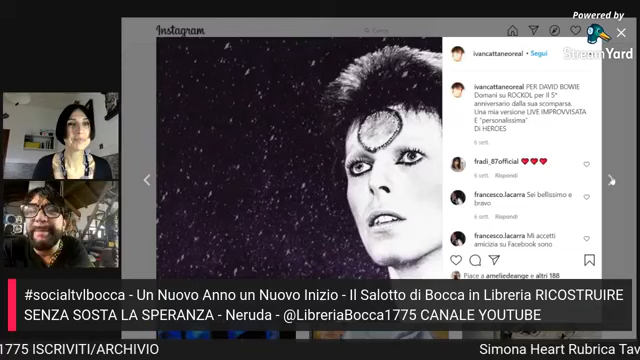 Powered by
StreamYard
Instagram
Cerca
ivancattaneoreal • Segui
ivancattaneoreal PER DAVID BOWIE
Domani su ROCKOL per Il 5°
anniversario dalla sua scomparsa.
Una mia versione LIVE IMPROVVISATA
E "personalissima"
Di HEROES
6 sett.
fradi_87official ❤❤❤
6 sett. Rispondi
francesco.lacarra Sei bellissimo e
bravo
6 sett. Rispondi
francesco.lacarra Mi accetti
amicizia su Facebook sono
Piace a ameliedeange e altri 188
#socialtvlbocca - Un Nuovo Anno un Nuovo Inizio - Il Salotto di Bocca in Libreria RICOSTRUIRE
SENZA SOSTA LA SPERANZA - Neruda - @LibreriaBocca1775 CANALE YOUTUBE
1775 ISCRIVITI/ARCHIVIO
Simona Heart Rubrica Tav